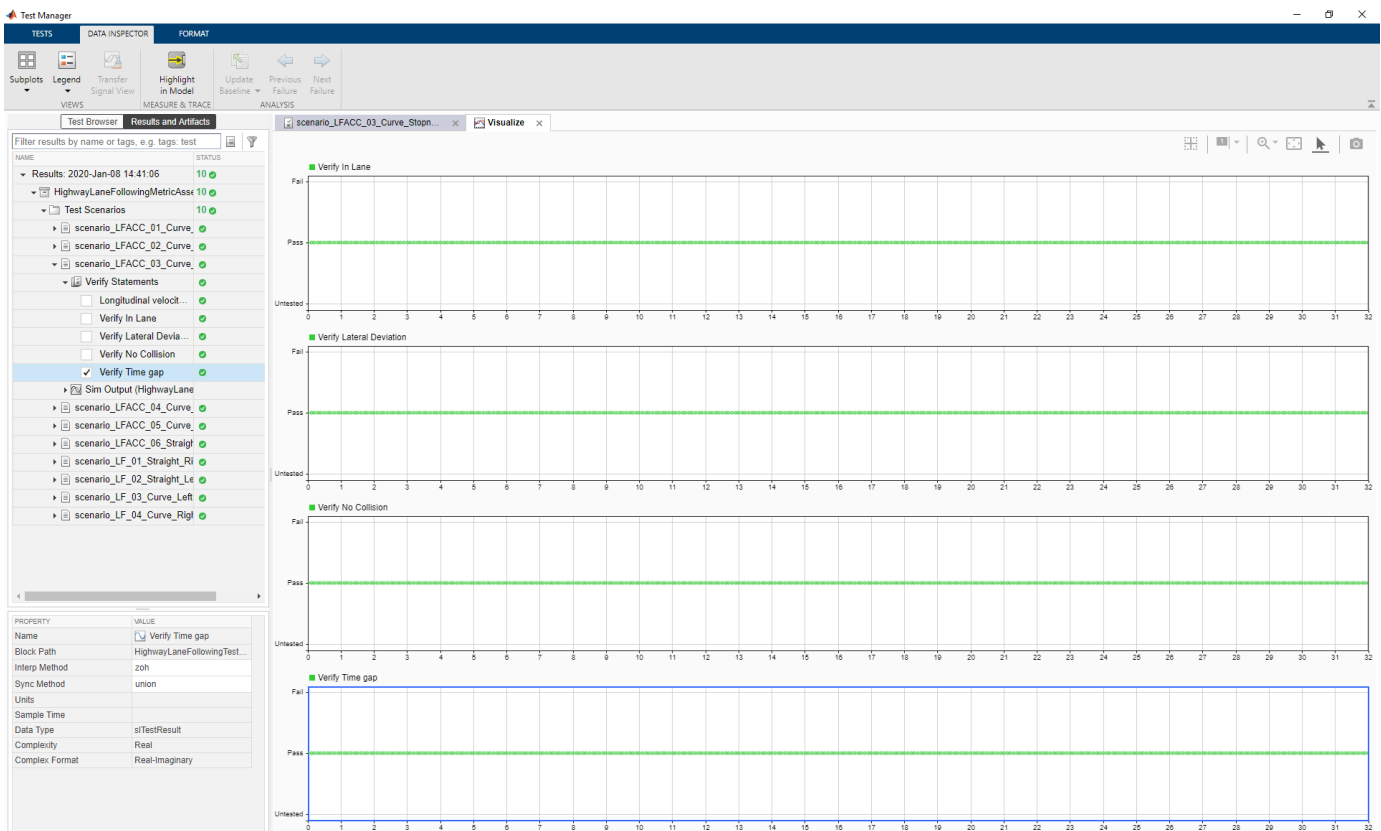 Test Manager
TESTS DATA INSPECTOR FORMAT
Subplots Legend Transfer Signal View Highlight in Model Update Baseline Previous Failure Next Failure
VIEWS MEASURE & TRACE ANALYSIS
Test Browser Results and Artifacts
Filter results by name or tags, e.g. tags: test
NAME STATUS
Results: 2020-Jan-08 14:41:06 10
HighwayLaneFollowingMetricAsse 10
Test Scenarios 10
scenario_LFACC_01_Curve_
scenario_LFACC_02_Curve_
scenario_LFACC_03_Curve_
Verify Statements
Longitudinal velocit...
Verify In Lane
Verify Lateral Devia...
Verify No Collision
Verify Time gap
Sim Output (HighwayLane
scenario_LFACC_04_Curve_
scenario_LFACC_05_Curve_
scenario_LFACC_06_Straigh
scenario_LF_01_Straight_Ri
scenario_LF_02_Straight_Le
scenario_LF_03_Curve_Left
scenario_LF_04_Curve_Righ
PROPERTY VALUE
Name Verify Time gap
Block Path HighwayLaneFollowingTest...
Interp Method zoh
Sync Method union
Units
Sample Time
Data Type slTestResult
Complexity Real
Complex Format Real-Imaginary
scenario_LFACC_03_Curve_Stopn... Visualize
Verify In Lane
Fail
Pass
Untested
0 1 2 3 4 5 6 7 8 9 10 11 12 13 14 15 16 17 18 19 20 21 22 23 24 25 26 27 28 29 30 31 32
Verify Lateral Deviation
Fail
Pass
Untested
0 1 2 3 4 5 6 7 8 9 10 11 12 13 14 15 16 17 18 19 20 21 22 23 24 25 26 27 28 29 30 31 32
Verify No Collision
Fail
Pass
Untested
0 1 2 3 4 5 6 7 8 9 10 11 12 13 14 15 16 17 18 19 20 21 22 23 24 25 26 27 28 29 30 31 32
Verify Time gap
Fail
Pass
Untested
0 1 2 3 4 5 6 7 8 9 10 11 12 13 14 15 16 17 18 19 20 21 22 23 24 25 26 27 28 29 30 31 32